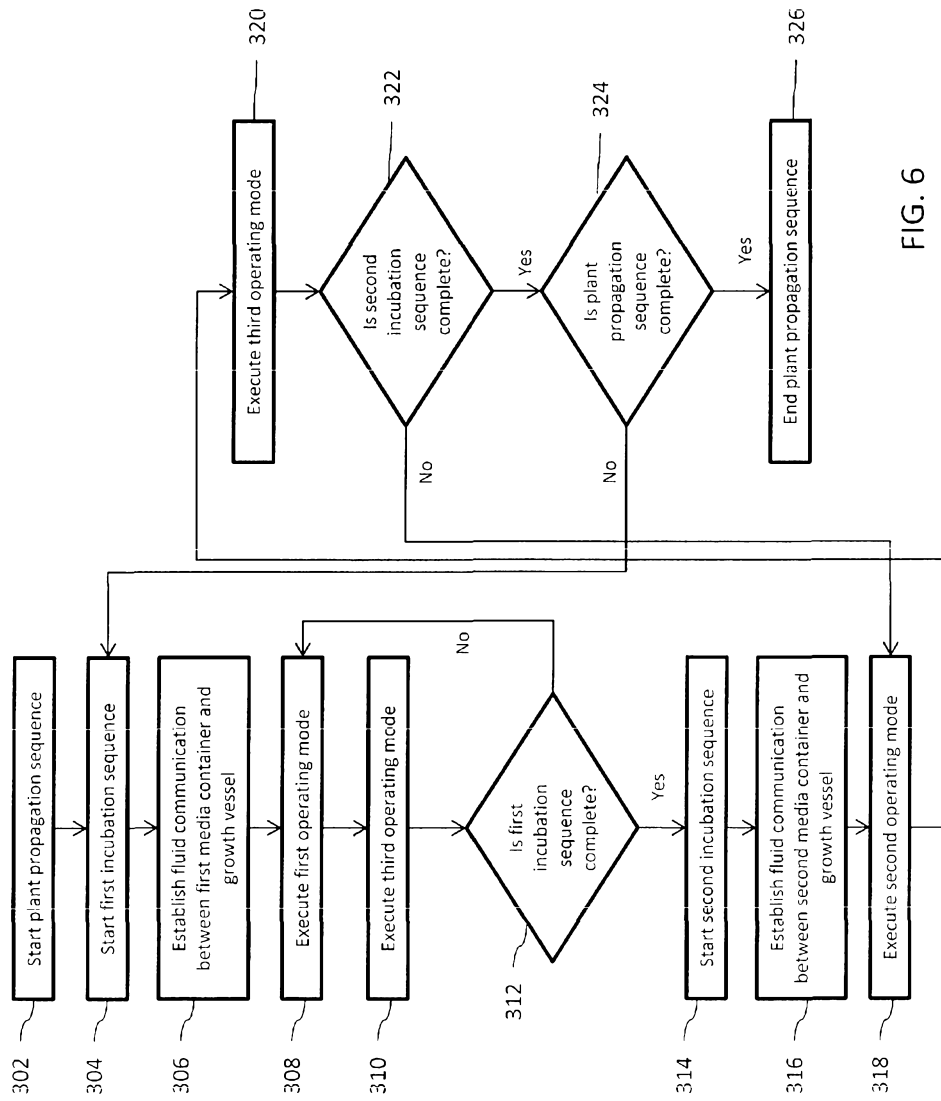 302
Start plant propagation sequence
304
Start first incubation sequence
306
Establish fluid communication
between first media container and
growth vessel
308
Execute first operating mode
310
Execute third operating mode
312
Is first
incubation
sequence
complete?
No
Yes
314
Start second incubation sequence
316
Establish fluid communication
between second media container and
growth vessel
318
Execute second operating mode
320
Execute third operating mode
322
Is second
incubation
sequence
complete?
No
Yes
324
Is plant
propagation
sequence
complete?
No
Yes
326
End plant propagation sequence
FIG. 6